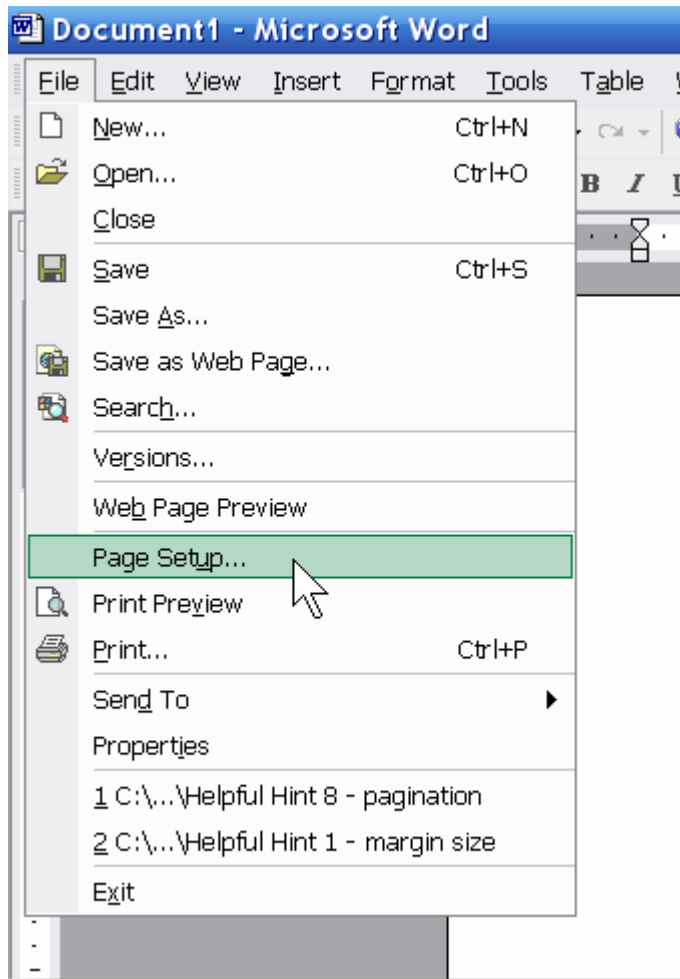 Document1 - Microsoft Word
File Edit View Insert Format Tools Table
New... Ctrl+N
Open... Ctrl+O
B I U
Close
Save Ctrl+S
Save As...
Save as Web Page...
Search...
Versions...
Web Page Preview
Page Setup...
Print Preview
Print... Ctrl+P
Send To
Properties
1 C:\...\Helpful Hint 8 - pagination
2 C:\...\Helpful Hint 1 - margin size
Exit